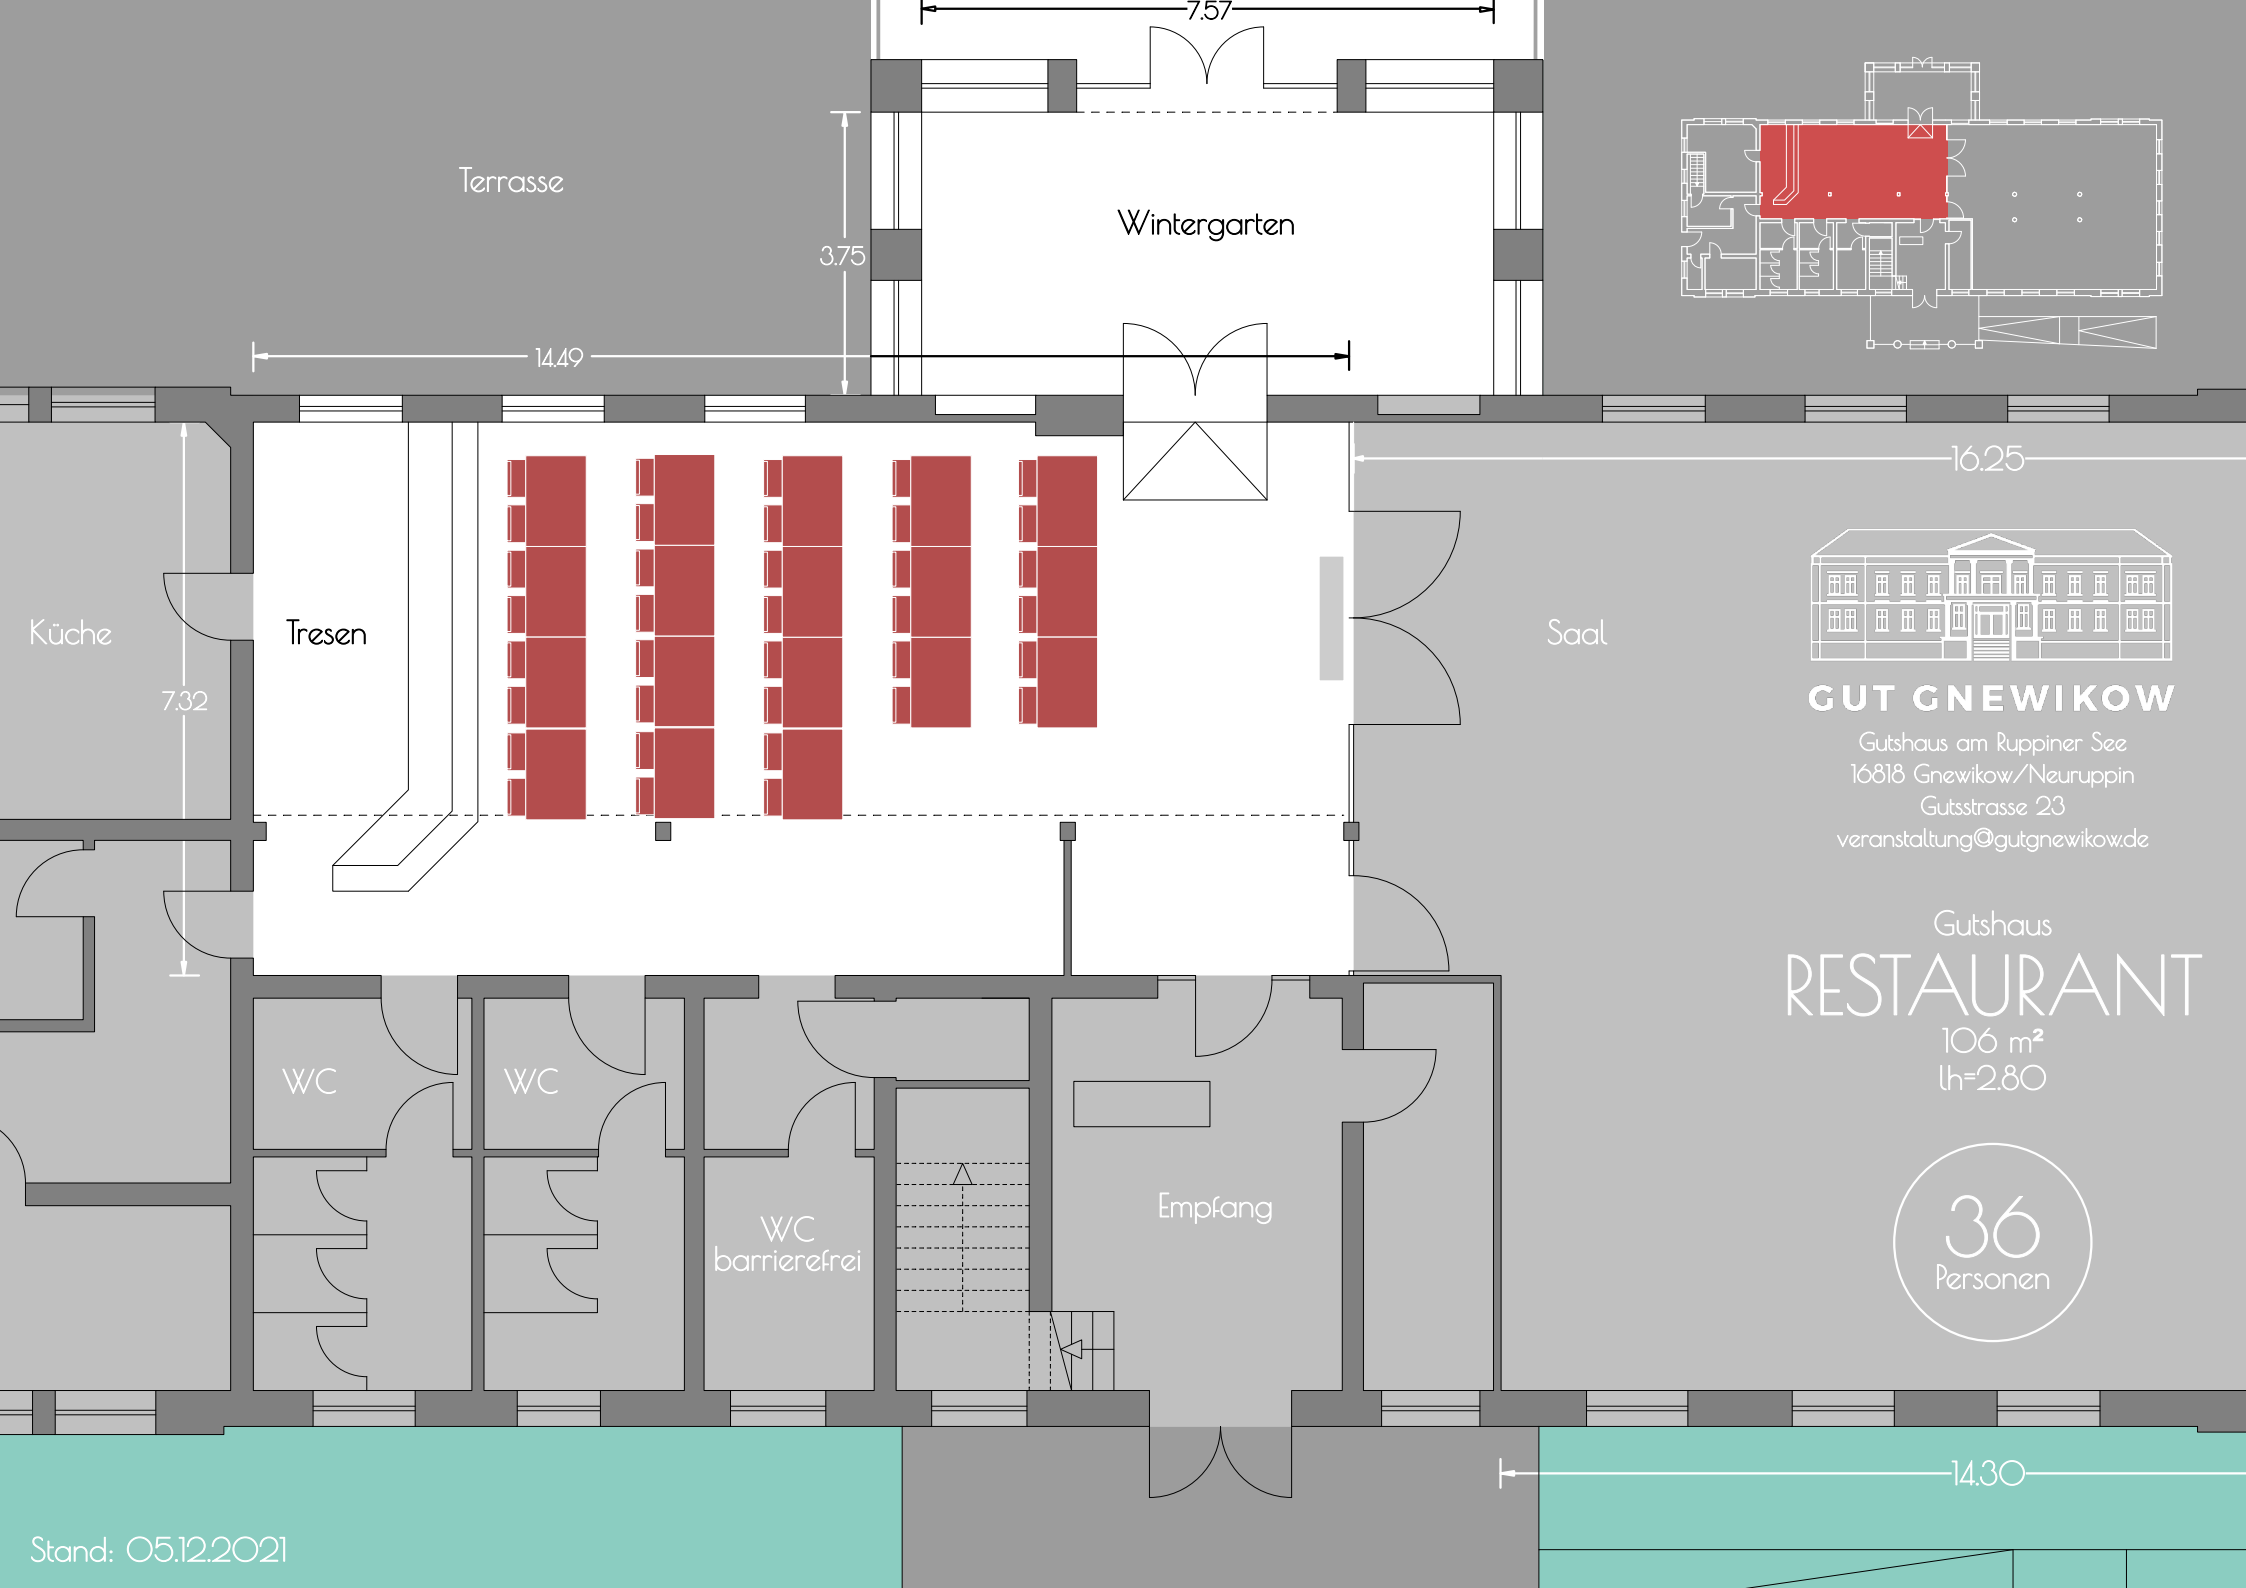 7.57
Terrasse
Wintergarten
3.75
14.49
16.25
Küche
Tresen
Saal
7.32
GUT GNEWIKOW
Gutshaus am Ruppiner See
16818 Gnewikow/Neuruppin
Gutsstrasse 23
veranstaltung@gutgnewikow.de
Gutshaus
RESTAURANT
106 m²
lh=2.80
WC
WC
WC
barrierefrei
Empfang
36
Personen
14.30
Stand: 05.12.2021